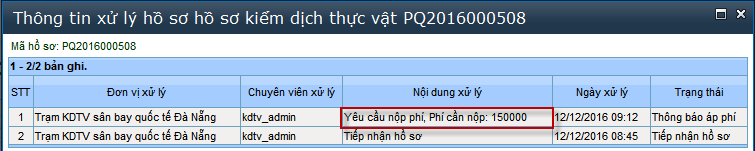 Thông tin xử lý hồ sơ hồ sơ kiểm dịch thực vật PQ2016000508
Mã hồ sơ: PQ2016000508
1 - 2/2 bản ghi.
STT Đơn vị xử lý Chuyên viên xử lý Nội dung xử lý Ngày xử lý Trạng thái
1 Trạm KDTV sân bay quốc tế Đà Nẵng kdtv_admin Yêu cầu nộp phí, Phí cần nộp: 150000 12/12/2016 09:12 Thông báo áp phí
2 Trạm KDTV sân bay quốc tế Đà Nẵng kdtv_admin Tiếp nhận hồ sơ 12/12/2016 08:45 Tiếp nhận hồ sơ